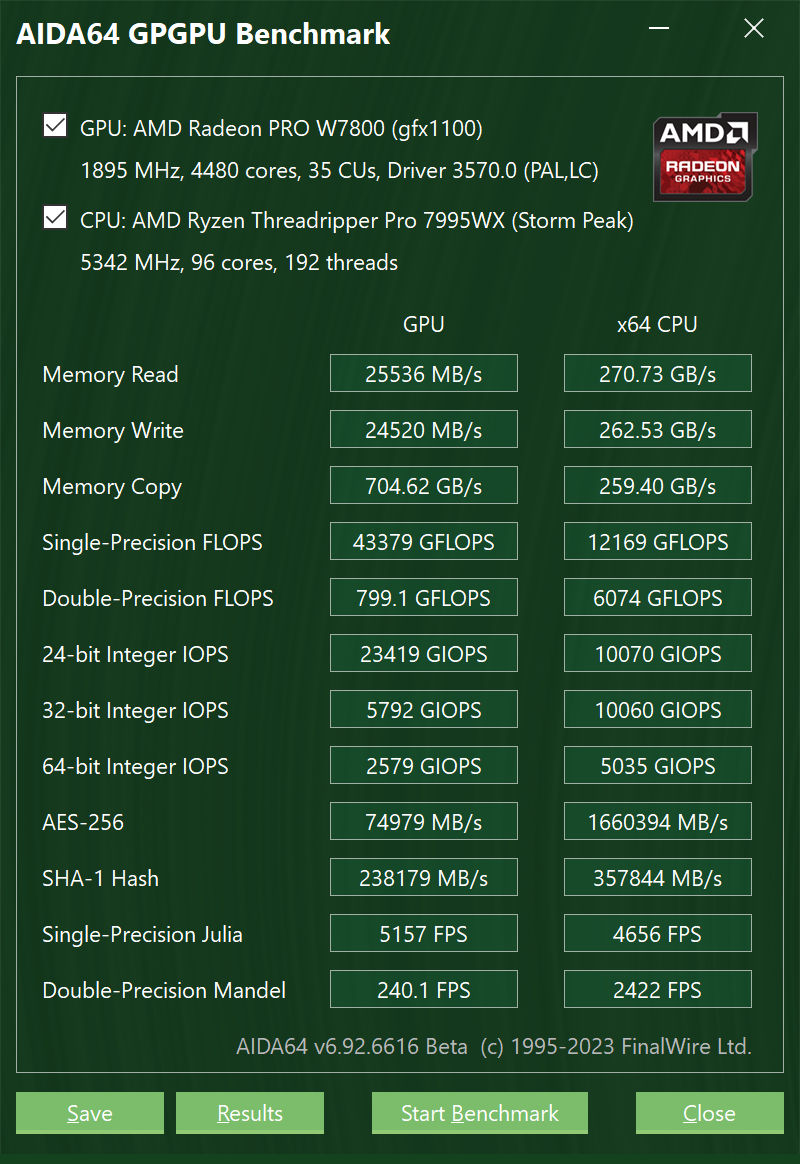 AIDA64 GPGPU Benchmark
GPU: AMD Radeon PRO W7800 (gfx1100)
1895 MHz, 4480 cores, 35 CUs, Driver 3570.0 (PAL,LC)
AMD
RADEON
GRAPHICS
CPU: AMD Ryzen Threadripper Pro 7995WX (Storm Peak)
5342 MHz, 96 cores, 192 threads
GPU x64 CPU
Memory Read 25536 MB/s 270.73 GB/s
Memory Write 24520 MB/s 262.53 GB/s
Memory Copy 704.62 GB/s 259.40 GB/s
Single-Precision FLOPS 43379 GFLOPS 12169 GFLOPS
Double-Precision FLOPS 799.1 GFLOPS 6074 GFLOPS
24-bit Integer IOPS 23419 GIOPS 10070 GIOPS
32-bit Integer IOPS 5792 GIOPS 10060 GIOPS
64-bit Integer IOPS 2579 GIOPS 5035 GIOPS
AES-256 74979 MB/s 1660394 MB/s
SHA-1 Hash 238179 MB/s 357844 MB/s
Single-Precision Julia 5157 FPS 4656 FPS
Double-Precision Mandel 240.1 FPS 2422 FPS
AIDA64 v6.92.6616 Beta (c) 1995-2023 FinalWire Ltd.
Save Results Start Benchmark Close